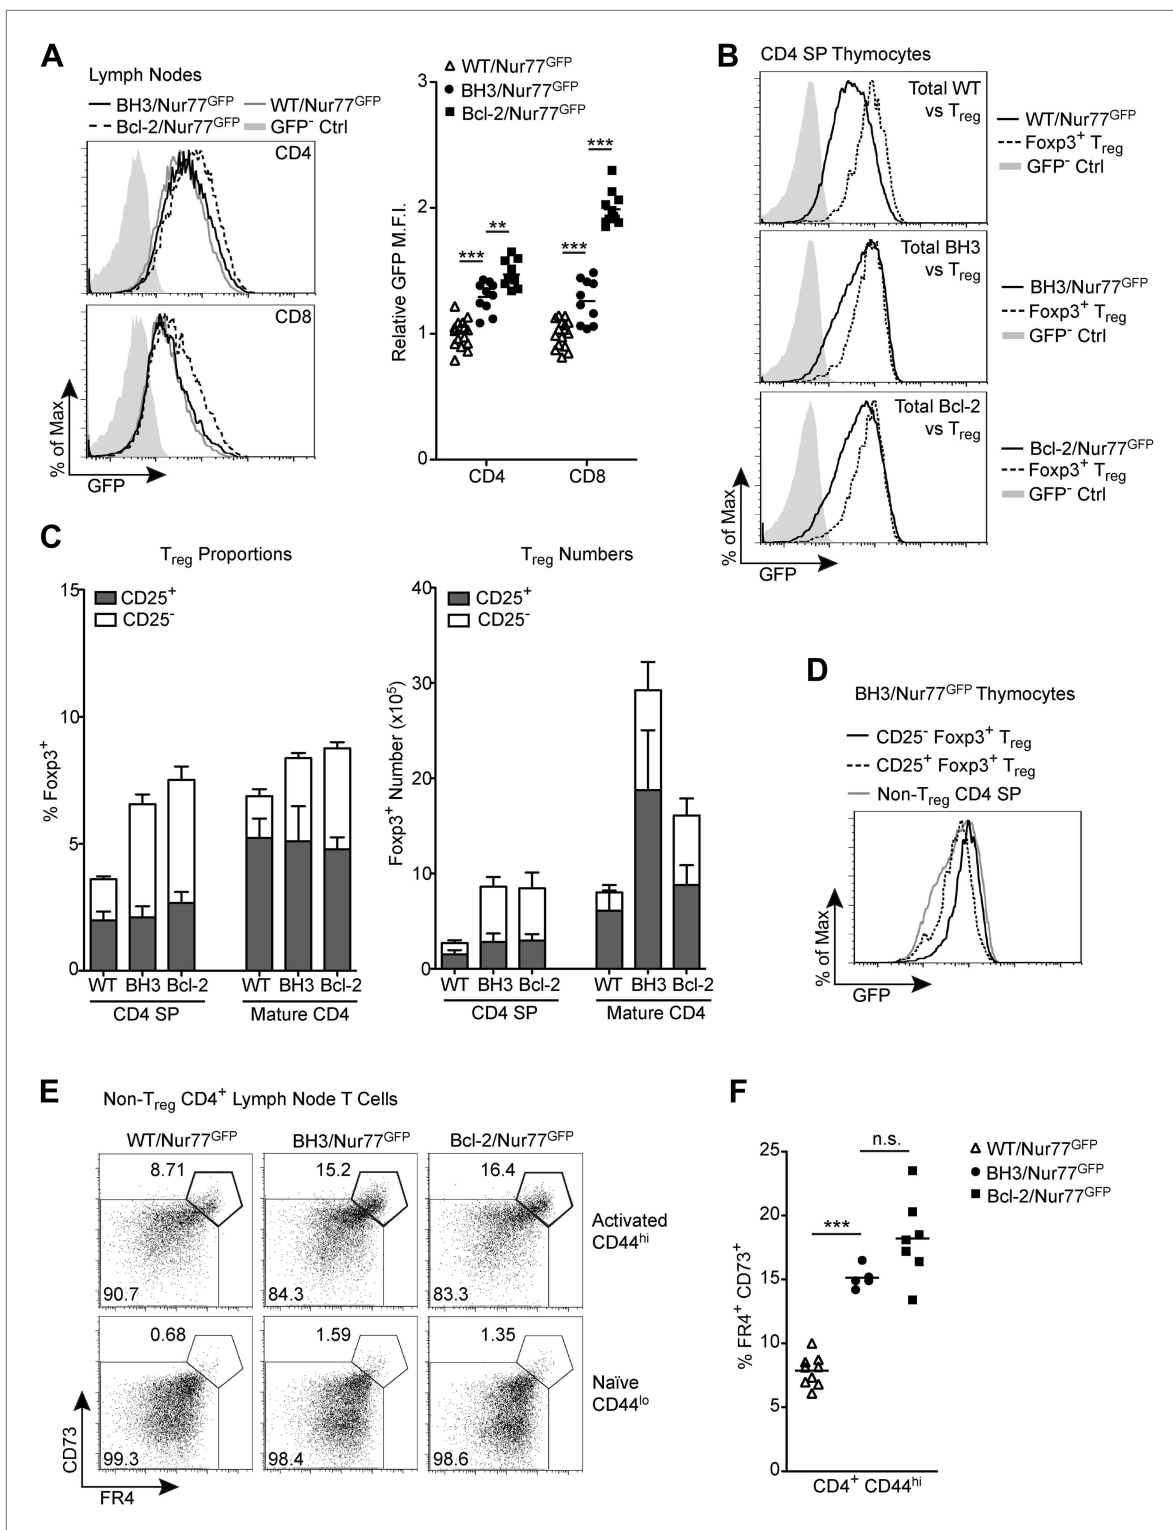 A
Lymph Nodes
BH3/Nur77GFP WT/Nur77GFP
Bcl-2/Nur77GFP GFP- Ctrl
CD4
CD8
% of Max
GFP
WT/Nur77GFP
BH3/Nur77GFP
Bcl-2/Nur77GFP
3
2
1
0
Relative GFP M.F.I.
*** ** *** ***
CD4 CD8
B
CD4 SP Thymocytes
Total WT
vs Treg
WT/Nur77GFP
Foxp3+ Treg
GFP- Ctrl
Total BH3
vs Treg
BH3/Nur77GFP
Foxp3+ Treg
GFP- Ctrl
Total Bcl-2
vs Treg
Bcl-2/Nur77GFP
Foxp3+ Treg
GFP- Ctrl
% of Max
GFP
C
Treg Proportions
CD25+
CD25-
15
10
5
0
% Foxp3+
WT BH3 Bcl-2 WT BH3 Bcl-2
CD4 SP Mature CD4
Treg Numbers
CD25+
CD25-
40
30
20
10
0
Foxp3+ Number (x105)
WT BH3 Bcl-2 WT BH3 Bcl-2
CD4 SP Mature CD4
D
BH3/Nur77GFP Thymocytes
CD25- Foxp3+ Treg
CD25+ Foxp3+ Treg
Non-Treg CD4 SP
% of Max
GFP
E
Non-Treg CD4+ Lymph Node T Cells
WT/Nur77GFP BH3/Nur77GFP Bcl-2/Nur77GFP
8.71 15.2 16.4
Activated
CD44hi
90.7 84.3 83.3
0.68 1.59 1.35
Naïve
CD44lo
99.3 98.4 98.6
CD73
FR4
F
WT/Nur77GFP
BH3/Nur77GFP
Bcl-2/Nur77GFP
n.s.
***
25
20
15
10
5
0
% FR4+ CD73+
CD4+ CD44hi